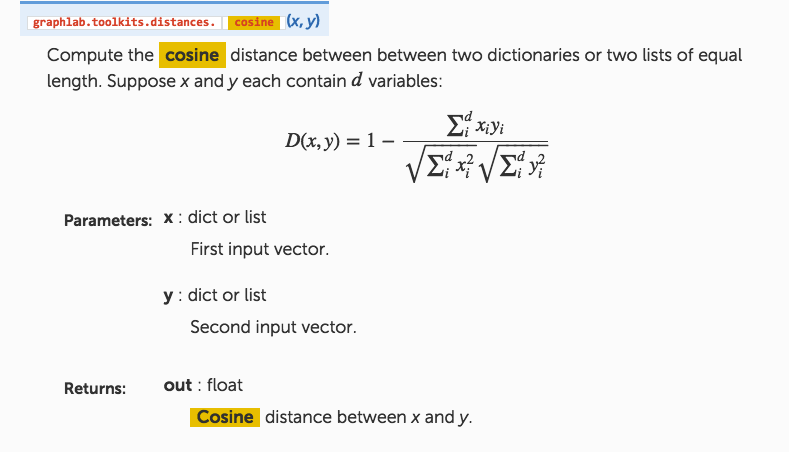 graphlab.toolkits.distances. cosine (x, y)
Compute the cosine distance between between two dictionaries or two lists of equal
length. Suppose x and y each contain d variables:
D(x, y) = 1 − \frac{\sum_i^d x_i y_i}{\sqrt{\sum_i^d x_i^2} \sqrt{\sum_i^d y_i^2}}
Parameters: x : dict or list
First input vector.
y : dict or list
Second input vector.
Returns: out : float
Cosine distance between x and y.